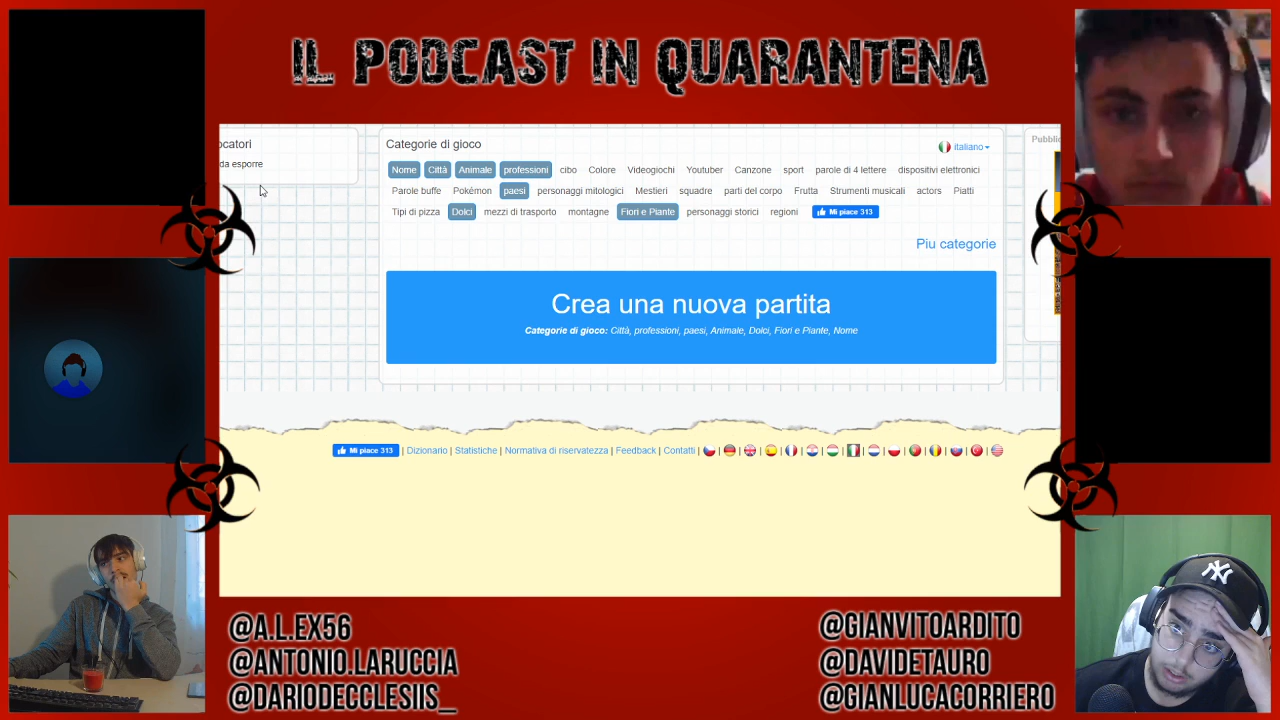 IL PODCAST IN QUARANTENA
ocatori
da esporre
Categorie di gioco
italiano
Nome Città Animale professioni cibo Colore Videogiochi Youtuber Canzone sport parole di 4 lettere dispositivi elettronici
Parole buffe Pokémon paesi personaggi mitologici Mestieri squadre parti del corpo Frutta Strumenti musicali actors Piatti
Tipi di pizza Dolci mezzi di trasporto montagne Fiori e Piante personaggi storici regioni Mi piace 313
Piu categorie
Crea una nuova partita
Categorie di gioco: Città, professioni, paesi, Animale, Dolci, Fiori e Piante, Nome
Pubblic
Mi piace 313 | Dizionario | Statistiche | Normativa di riservatezza | Feedback | Contatti | | | | | | | | | | | | | | |
NY
@A.L.EX56
@ANTONIO.LARUCCIA
@DARIODECCLESIIS_
@GIANVITOARDITO
@DAVIDETAURO
@GIANLUCACORRIERO